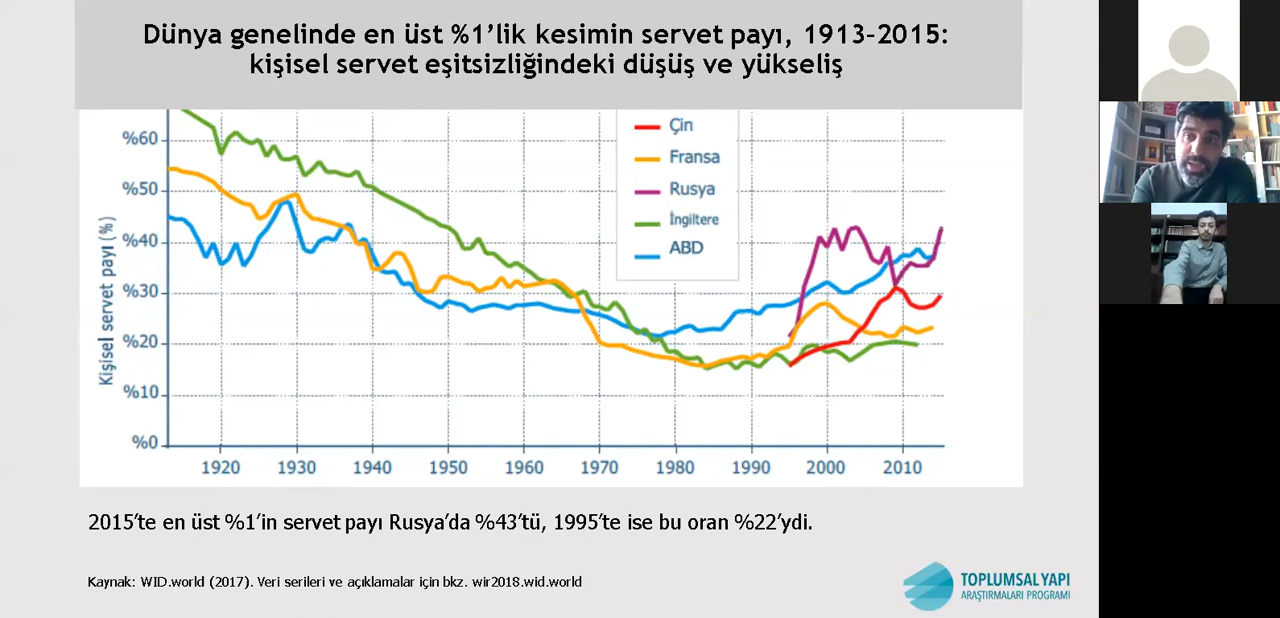 Dünya genelinde en üst %1’lik kesimin servet payı, 1913–2015:
kişisel servet eşitsizliğindeki düşüş ve yükseliş
Kişisel servet payı (%)
%60
%50
%40
%30
%20
%10
%0
Çin
Fransa
Rusya
İngiltere
ABD
1920 1930 1940 1950 1960 1970 1980 1990 2000 2010
2015’te en üst %1’in servet payı Rusya’da %43’tü, 1995’te ise bu oran %22’ydi.
Kaynak: WID.world (2017). Veri serileri ve açıklamalar için bkz. wir2018.wid.world
TOPLUMSAL YAPI
ARAŞTIRMALARI PROGRAMI